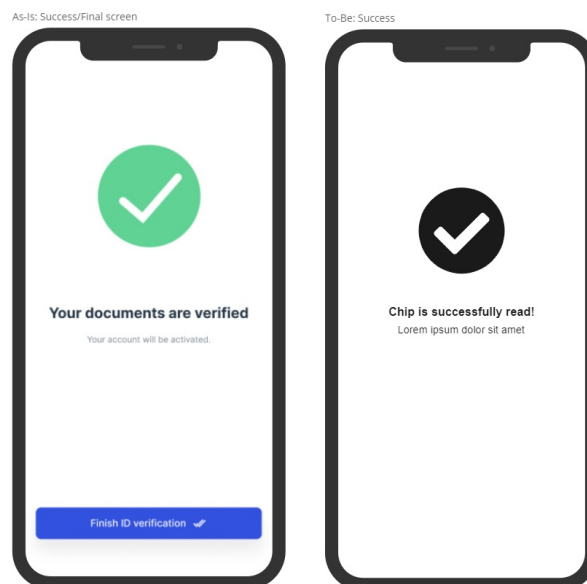 As-Is: Success/Final screen
To-Be: Success
Your documents are verified
Your account will be activated.
Finish ID verification
Chip is successfully read!
Lorem ipsum dolor sit amet